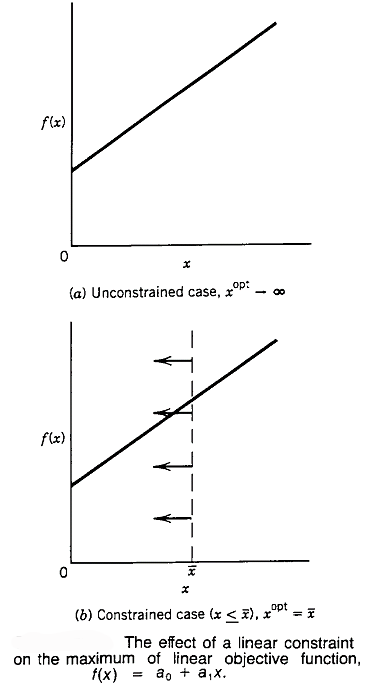 f(x)
0
x
(a) Unconstrained case, x^opt – ∞
f(x)
0
x̅
x
(b) Constrained case (x ≤ x̅), x^opt = x̅
The effect of a linear constraint
on the maximum of linear objective function,
f(x) = a₀ + a₁x.